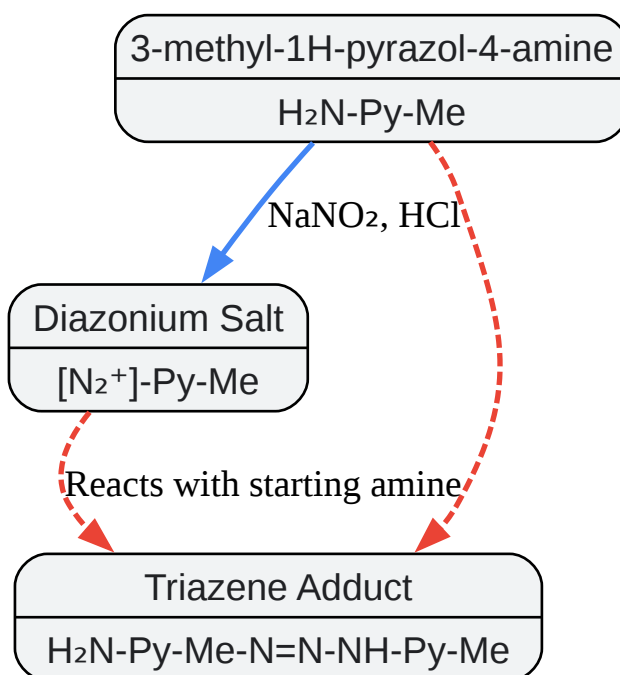 3-methyl-1H-pyrazol-4-amine
H₂N-Py-Me
NaNO₂, HCl
Diazonium Salt
[N₂⁺]-Py-Me
Reacts with starting amine
Triazene Adduct
H₂N-Py-Me-N=N-NH-Py-Me